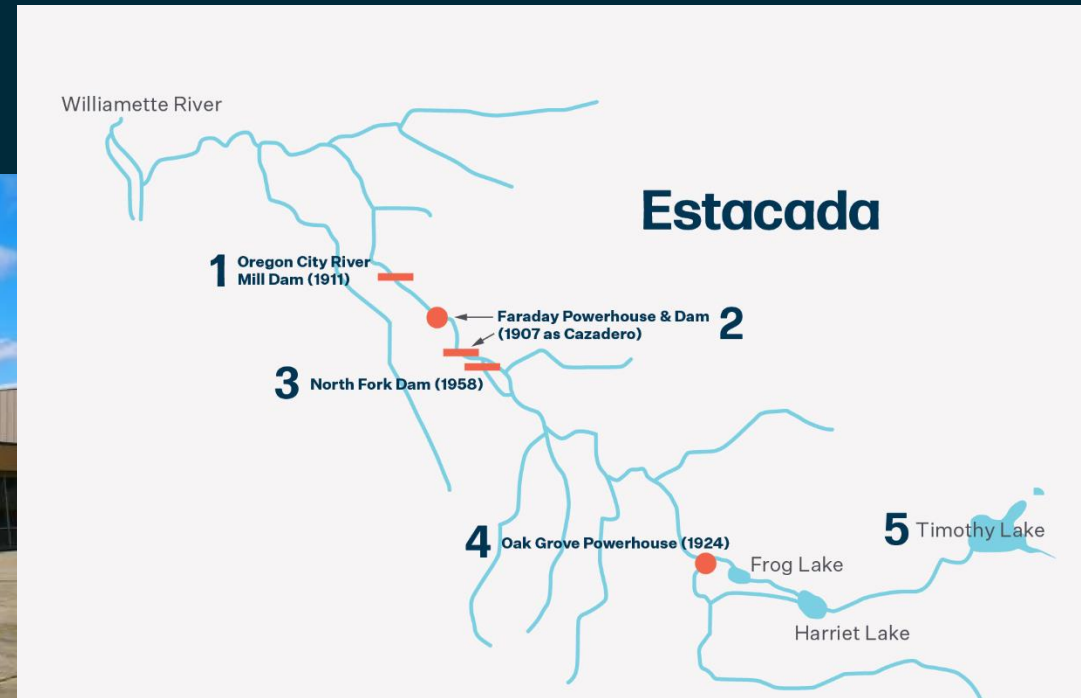 Williamette River
Estacada
1 Oregon City River
Mill Dam (1911)
Faraday Powerhouse & Dam 2
(1907 as Cazadero)
3 North Fork Dam (1958)
4 Oak Grove Powerhouse (1924)
5 Timothy Lake
Frog Lake
Harriet Lake